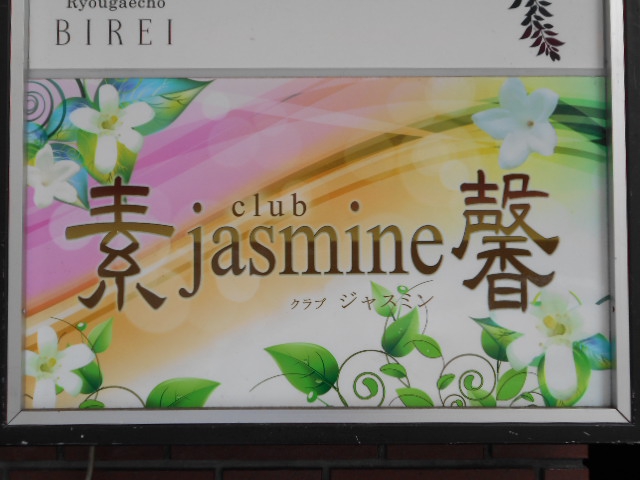 Ryougaecho
BIREI
club
素 jasmine 馨
クラブ ジャスミン